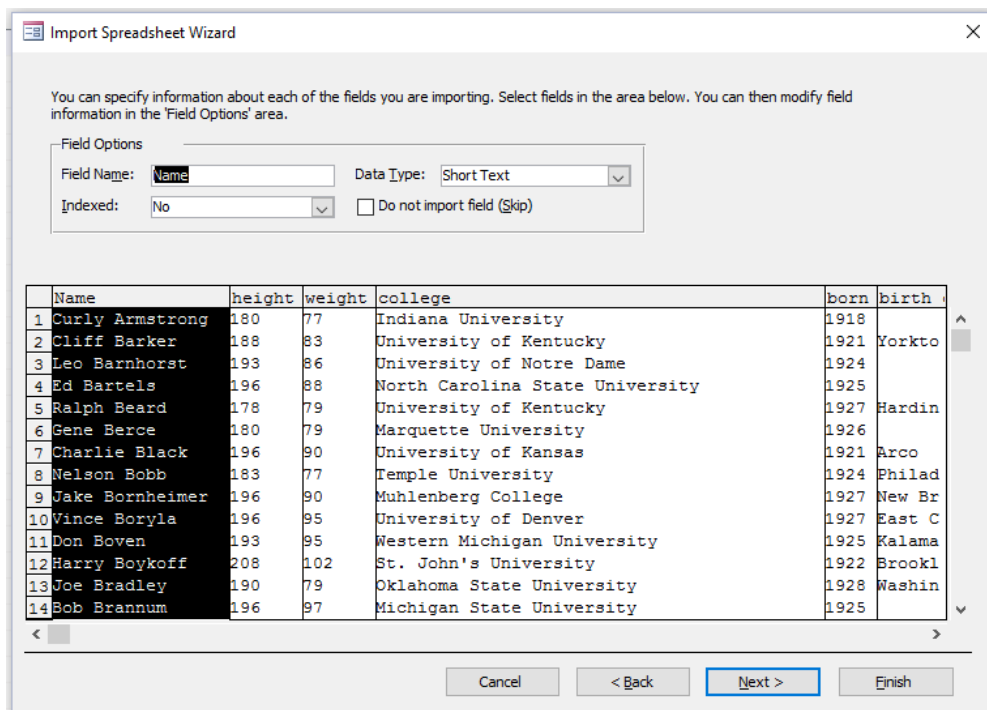 Import Spreadsheet Wizard
You can specify information about each of the fields you are importing. Select fields in the area below. You can then modify field
information in the 'Field Options' area.
Field Options
Field Name: Name Data Type: Short Text
Indexed: No Do not import field (Skip)
Name height weight college born birth
1 Curly Armstrong 180 77 Indiana University 1918
2 Cliff Barker 188 83 University of Kentucky 1921 Yorkto
3 Leo Barnhorst 193 86 University of Notre Dame 1924
4 Ed Bartels 196 88 North Carolina State University 1925
5 Ralph Beard 178 79 University of Kentucky 1927 Hardin
6 Gene Berce 180 79 Marquette University 1926
7 Charlie Black 196 90 University of Kansas 1921 Arco
8 Nelson Bobb 183 77 Temple University 1924 Philad
9 Jake Bornheimer 196 90 Muhlenberg College 1927 New Br
10 Vince Boryla 196 95 University of Denver 1927 East C
11 Don Boven 193 95 Western Michigan University 1925 Kalama
12 Harry Boykoff 208 102 St. John's University 1922 Brookl
13 Joe Bradley 190 79 Oklahoma State University 1928 Washin
14 Bob Brannum 196 97 Michigan State University 1925
Cancel < Back Next > Finish